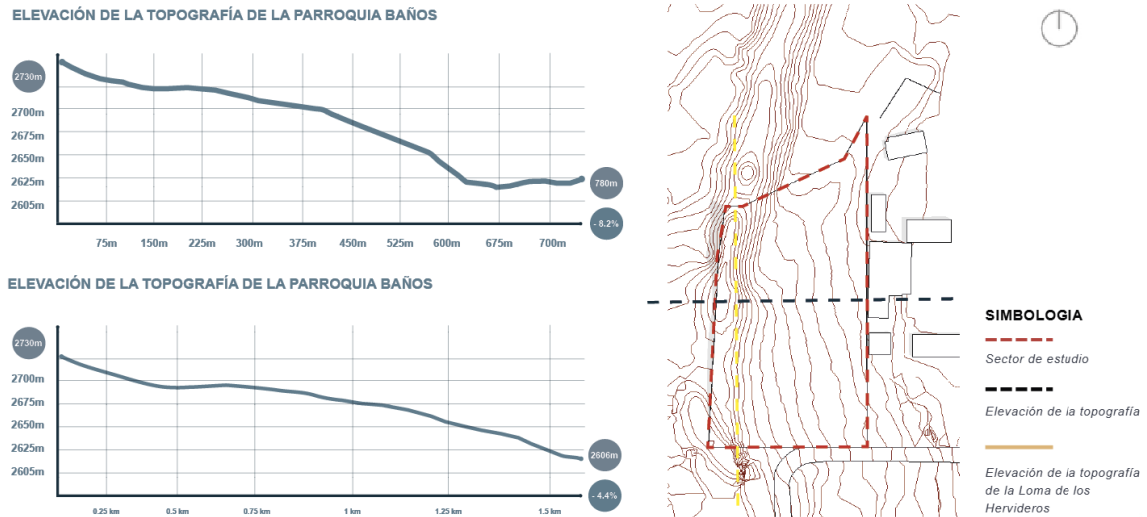 ELEVACIÓN DE LA TOPOGRAFÍA DE LA PARROQUIA BAÑOS
2730m
2700m
2675m
2650m
2625m
2605m
780m
- 8.2%
75m 150m 225m 300m 375m 450m 525m 600m 675m 700m
ELEVACIÓN DE LA TOPOGRAFÍA DE LA PARROQUIA BAÑOS
2730m
2700m
2675m
2650m
2625m
2605m
2606m
- 4.4%
0.25 km 0.5 km 0.75 km 1 km 1.25 km 1.5 km
SIMBOLOGIA
Sector de estudio
Elevación de la topografía
Elevación de la topografía
de la Loma de los
Hervideros